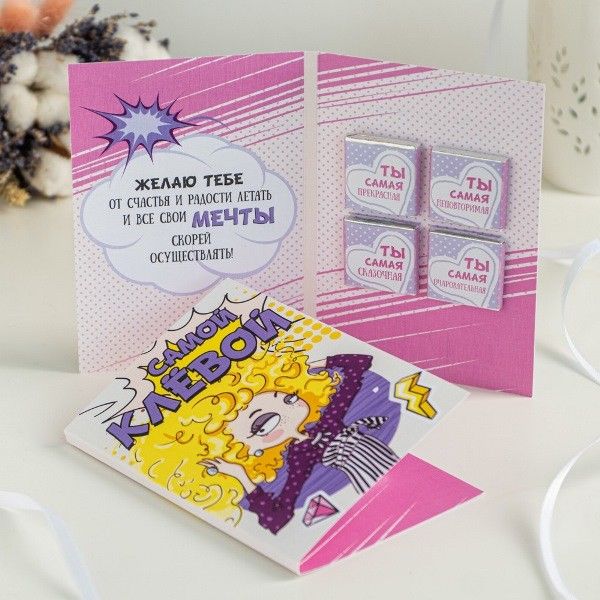 ЖЕЛАЮ ТЕБЕ
ОТ СЧАСТЬЯ И РАДОСТИ ЛЕТАТЬ
И ВСЕ СВОИ МЕЧТЫ
СКОРЕЙ
ОСУЩЕСТВЛЯТЬ!
ТЫ
САМАЯ
ПРЕКРАСНАЯ
ТЫ
САМАЯ
НЕПОВТОРИМАЯ
ТЫ
САМАЯ
СКАЗОЧНАЯ
ТЫ
САМАЯ
ОЧАРОВАТЕЛЬНАЯ
САМОЙ
КЛЁВОЙ